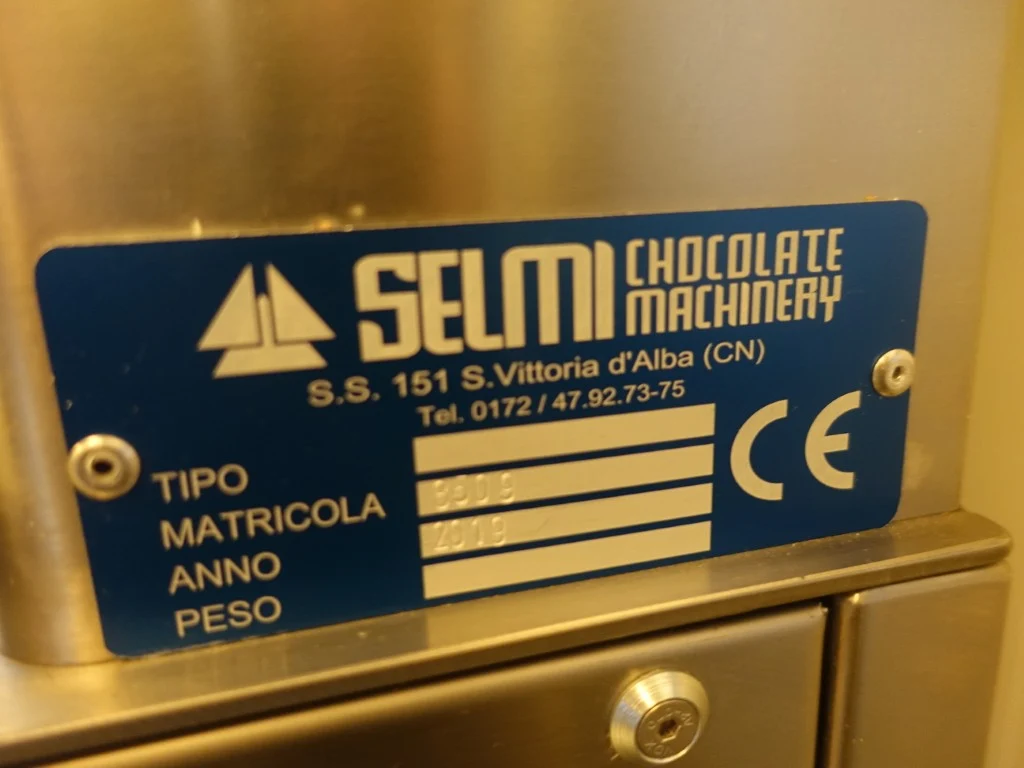 SELMI CHOCOLATE MACHINERY
S.S. 151 S.Vittoria d'Alba (CN)
Tel. 0172 / 47.92.73-75
CE
TIPO
MATRICOLA
ANNO
PESO